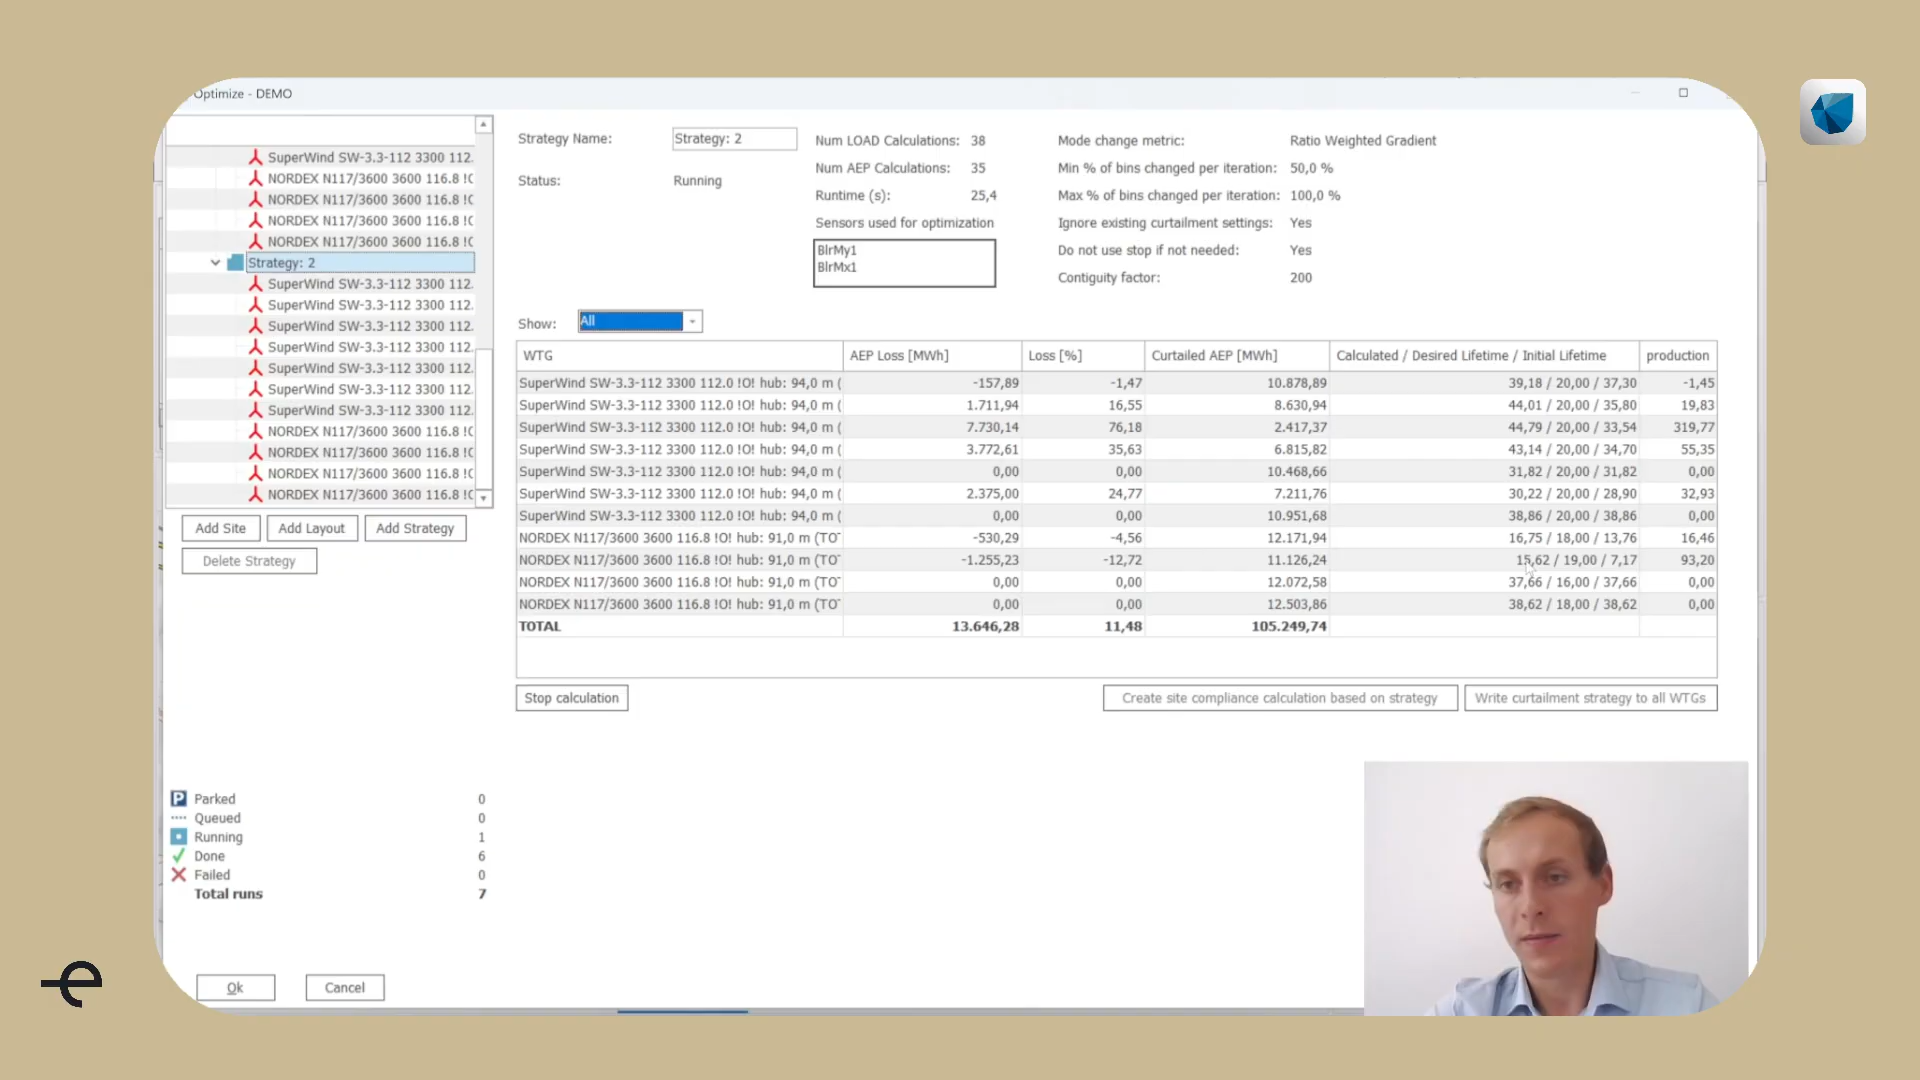 Optimize - DEMO
SuperWind SW-3.3-112 3300 112.
NORDEX N117/3600 3600 116.8 !O
NORDEX N117/3600 3600 116.8 !O
NORDEX N117/3600 3600 116.8 !O
NORDEX N117/3600 3600 116.8 !O
Strategy: 2
SuperWind SW-3.3-112 3300 112.
SuperWind SW-3.3-112 3300 112.
SuperWind SW-3.3-112 3300 112.
SuperWind SW-3.3-112 3300 112.
SuperWind SW-3.3-112 3300 112.
SuperWind SW-3.3-112 3300 112.
SuperWind SW-3.3-112 3300 112.
NORDEX N117/3600 3600 116.8 !O
NORDEX N117/3600 3600 116.8 !O
NORDEX N117/3600 3600 116.8 !O
NORDEX N117/3600 3600 116.8 !O
Add Site Add Layout Add Strategy
Delete Strategy
P Parked 0
Queued 0
Running 1
Done 6
Failed 0
Total runs 7
Ok Cancel
Strategy Name: Strategy: 2
Status: Running
Num LOAD Calculations: 38
Num AEP Calculations: 35
Runtime (s): 25,4
Sensors used for optimization
BlrMy1
BlrMx1
Mode change metric: Ratio Weighted Gradient
Min % of bins changed per iteration: 50,0 %
Max % of bins changed per iteration: 100,0 %
Ignore existing curtailment settings: Yes
Do not use stop if not needed: Yes
Contiguity factor: 200
Show: All
WTG AEP Loss [MWh] Loss [%] Curtailed AEP [MWh] Calculated / Desired Lifetime / Initial Lifetime production
SuperWind SW-3.3-112 3300 112.0 !O! hub: 94,0 m ( -157,89 -1,47 10.878,89 39,18 / 20,00 / 37,30 -1,45
SuperWind SW-3.3-112 3300 112.0 !O! hub: 94,0 m ( 1.711,94 16,55 8.630,94 44,01 / 20,00 / 35,80 19,83
SuperWind SW-3.3-112 3300 112.0 !O! hub: 94,0 m ( 7.730,14 76,18 2.417,37 44,79 / 20,00 / 33,54 319,77
SuperWind SW-3.3-112 3300 112.0 !O! hub: 94,0 m ( 3.772,61 35,63 6.815,82 43,14 / 20,00 / 34,70 55,35
SuperWind SW-3.3-112 3300 112.0 !O! hub: 94,0 m ( 0,00 0,00 10.468,66 31,82 / 20,00 / 31,82 0,00
SuperWind SW-3.3-112 3300 112.0 !O! hub: 94,0 m ( 2.375,00 24,77 7.211,76 30,22 / 20,00 / 28,90 32,93
SuperWind SW-3.3-112 3300 112.0 !O! hub: 94,0 m ( 0,00 0,00 10.951,68 38,86 / 20,00 / 38,86 0,00
NORDEX N117/3600 3600 116.8 !O! hub: 91,0 m (TO -530,29 -4,56 12.171,94 16,75 / 18,00 / 13,76 16,46
NORDEX N117/3600 3600 116.8 !O! hub: 91,0 m (TO -1.255,23 -12,72 11.126,24 15,62 / 19,00 / 7,17 93,20
NORDEX N117/3600 3600 116.8 !O! hub: 91,0 m (TO 0,00 0,00 12.072,58 37,66 / 16,00 / 37,66 0,00
NORDEX N117/3600 3600 116.8 !O! hub: 91,0 m (TO 0,00 0,00 12.503,86 38,62 / 18,00 / 38,62 0,00
TOTAL 13.646,28 11,48 105.249,74
Stop calculation Create site compliance calculation based on strategy Write curtailment strategy to all WTGs